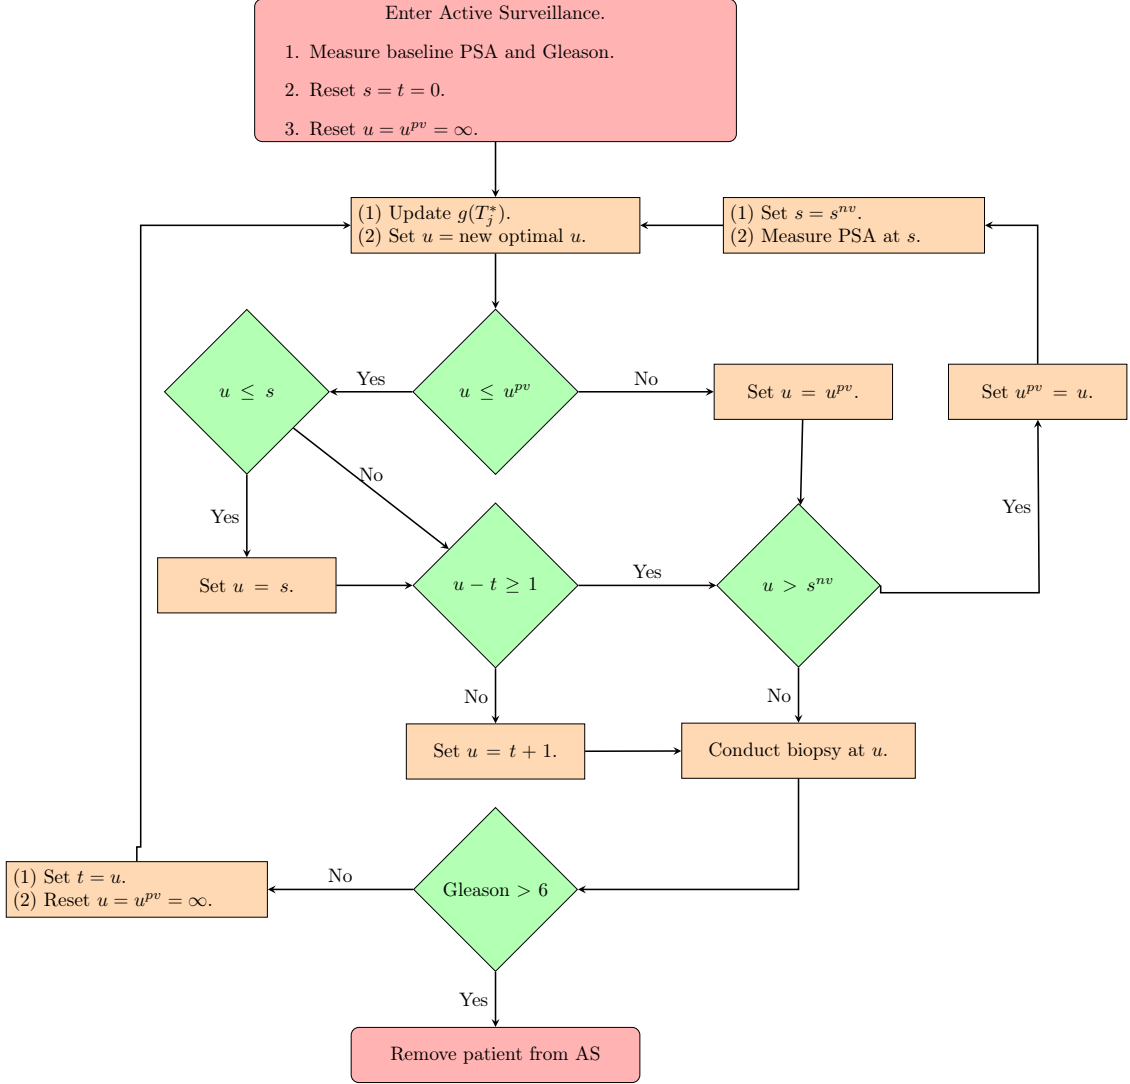 Enter Active Surveillance.
1. Measure baseline PSA and Gleason.
2. Reset s = t = 0.
3. Reset u = u^{pv} = ∞.
(1) Update g(T_j^*).
(2) Set u = new optimal u.
(1) Set s = s^{nv}.
(2) Measure PSA at s.
u ≤ s
Yes
u ≤ u^{pv}
No
Set u = u^{pv}.
Set u^{pv} = u.
No
Yes
Yes
Set u = s.
u − t ≥ 1
Yes
u > s^{nv}
No
No
Set u = t + 1.
Conduct biopsy at u.
(1) Set t = u.
(2) Reset u = u^{pv} = ∞.
No
Gleason > 6
Yes
Remove patient from AS